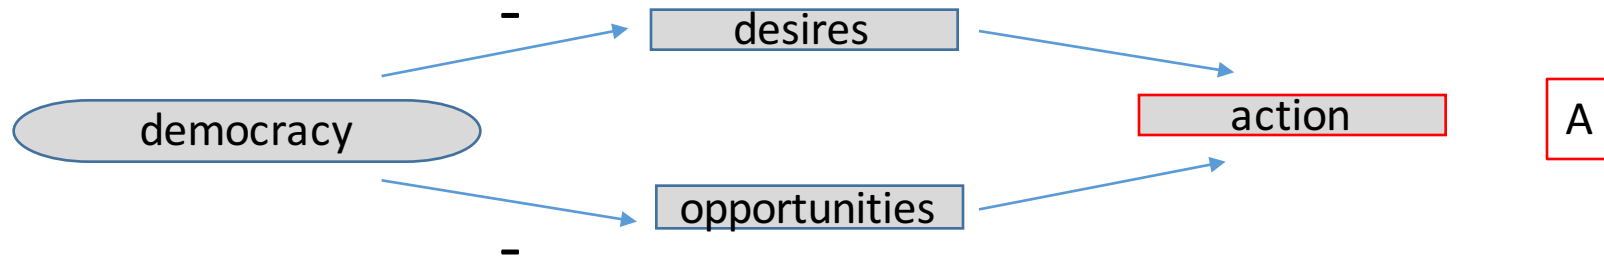 -
desires
democracy
action
A
opportunities
-